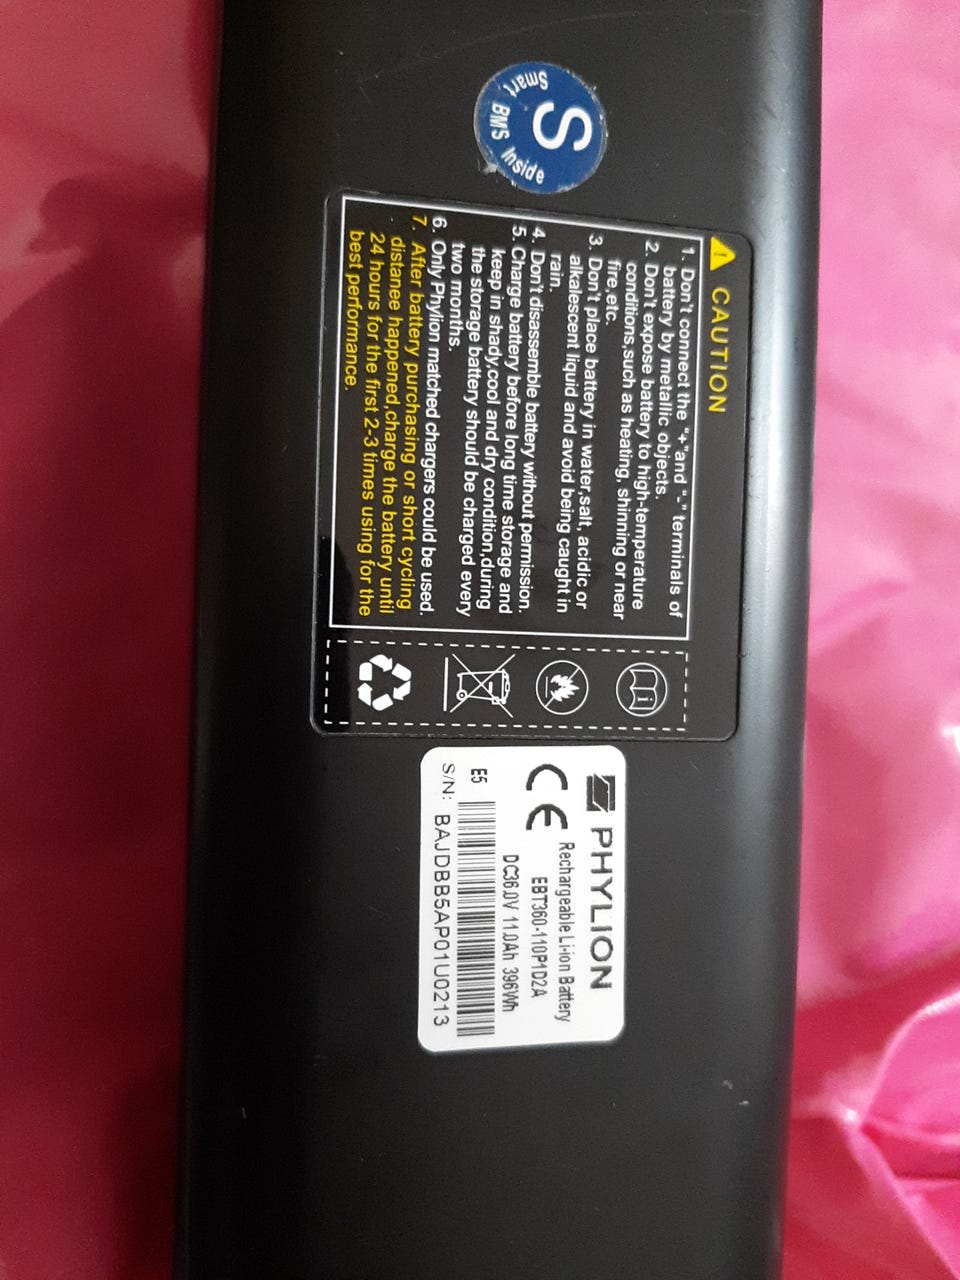 S
Smart BMS Inside
CAUTION
1. Don't connect the "+"and "-" terminals of
battery by metallic objects.
2. Don't expose battery to high-temperature
conditions,such as heating, shinning or near
fire,etc.
3. Don't place battery in water,salt, acidirc or
alkalescent liquid and avoid being caught in
rain.
4. Don't disassemble battery without permission.
5. Charge battery before long time storage and
keep in shady,cool and dry condition,during
the storage battery should be charged every
two months.
6. Only Phylion matched chargers could be used.
7. After battery purchasing or short cycling
distanee happened,charge the battery until
24 hours for the first 2-3 times using for the
best performance.
PHYLION
CE
Rechargeable Li-ion Battery
EBT360-110P1D2A
DC36.0V 11.0Ah 396Wh
E5
S/N: BAJDBB5AP01U0213